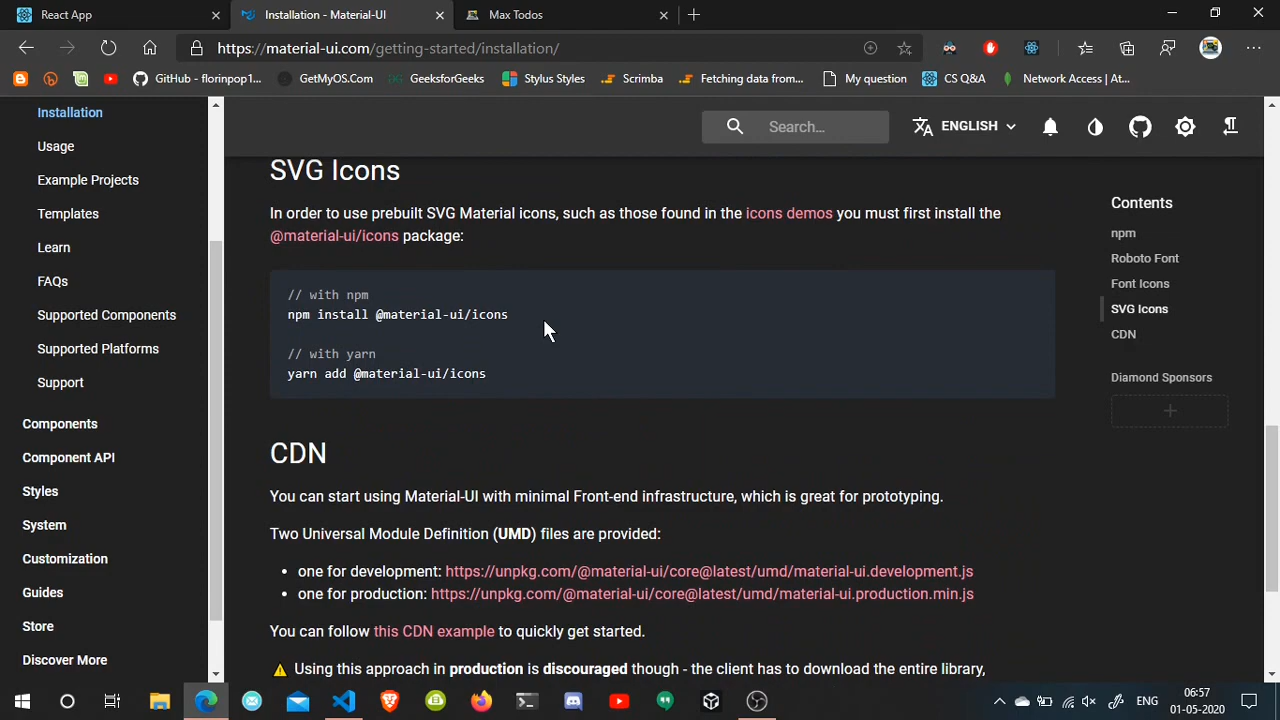 React App
Installation - Material-UI
Max Todos
https://material-ui.com/getting-started/installation/
GitHub - florinpop1...
GetMyOS.Com
GeeksforGeeks
Stylus Styles
Scrimba
Fetching data from...
My question
CS Q&A
Network Access | At...
Installation
Usage
Example Projects
Templates
Learn
FAQs
Supported Components
Supported Platforms
Support
Components
Component API
Styles
System
Customization
Guides
Store
Discover More
Search…
ENGLISH
SVG Icons
In order to use prebuilt SVG Material icons, such as those found in the icons demos you must first install the
@material-ui/icons package:
// with npm
npm install @material-ui/icons
// with yarn
yarn add @material-ui/icons
CDN
You can start using Material-UI with minimal Front-end infrastructure, which is great for prototyping.
Two Universal Module Definition (UMD) files are provided:
• one for development: https://unpkg.com/@material-ui/core@latest/umd/material-ui.development.js
• one for production: https://unpkg.com/@material-ui/core@latest/umd/material-ui.production.min.js
You can follow this CDN example to quickly get started.
Using this approach in production is discouraged though - the client has to download the entire library,
Contents
npm
Roboto Font
Font Icons
SVG Icons
CDN
Diamond Sponsors
ENG
06:57
01-05-2020